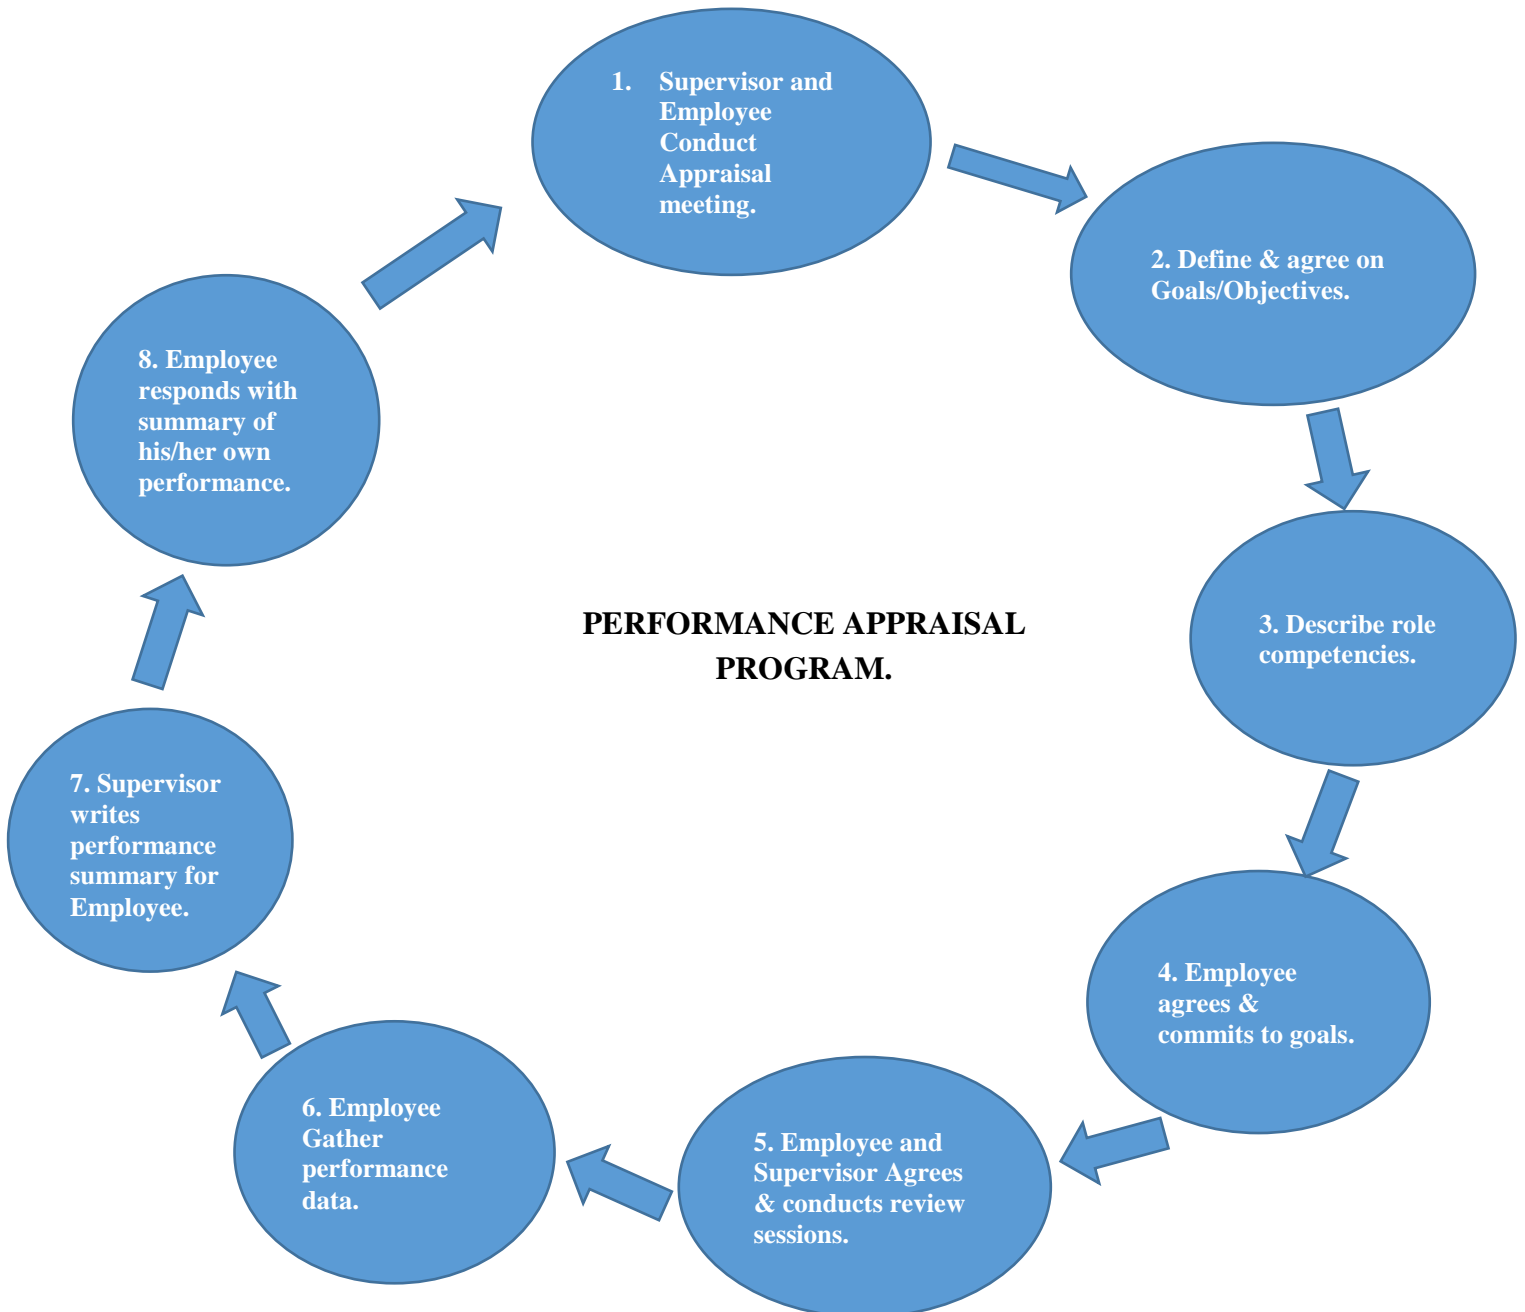 1. Supervisor and
Employee
Conduct
Appraisal
meeting.
2. Define & agree on
Goals/Objectives.
3. Describe role
competencies.
4. Employee
agrees &
commits to goals.
5. Employee and
Supervisor Agrees
& conducts review
sessions.
6. Employee
Gather
performance
data.
7. Supervisor
writes
performance
summary for
Employee.
8. Employee
responds with
summary of
his/her own
performance.
PERFORMANCE APPRAISAL
PROGRAM.